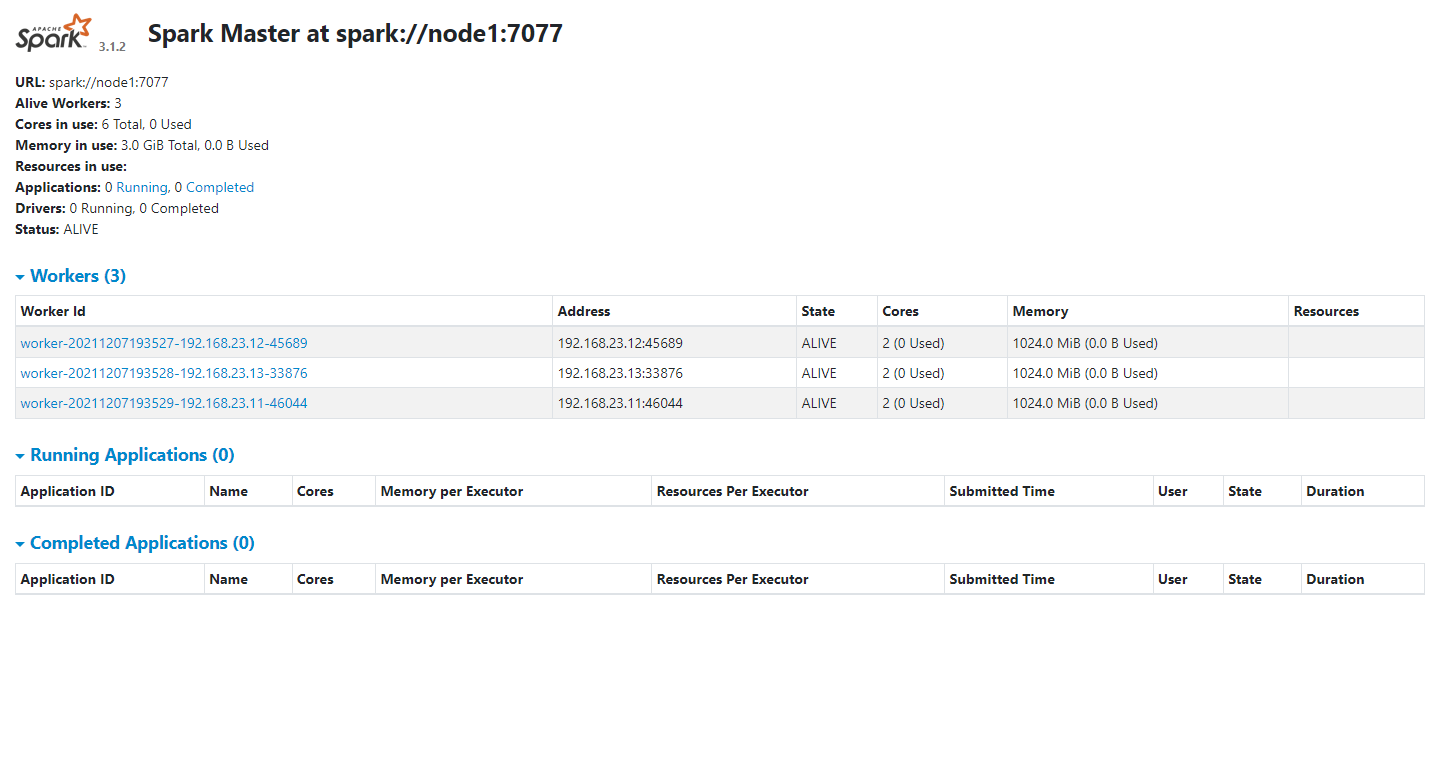 APACHE Spark 3.1.2 Spark Master at spark://node1:7077
URL: spark://node1:7077
Alive Workers: 3
Cores in use: 6 Total, 0 Used
Memory in use: 3.0 GiB Total, 0.0 B Used
Resources in use:
Applications: 0 Running, 0 Completed
Drivers: 0 Running, 0 Completed
Status: ALIVE
Workers (3)
Worker Id Address State Cores Memory Resources
worker-20211207193527-192.168.23.12-45689 192.168.23.12:45689 ALIVE 2 (0 Used) 1024.0 MiB (0.0 B Used)
worker-20211207193528-192.168.23.13-33876 192.168.23.13:33876 ALIVE 2 (0 Used) 1024.0 MiB (0.0 B Used)
worker-20211207193529-192.168.23.11-46044 192.168.23.11:46044 ALIVE 2 (0 Used) 1024.0 MiB (0.0 B Used)
Running Applications (0)
Application ID Name Cores Memory per Executor Resources Per Executor Submitted Time User State Duration
Completed Applications (0)
Application ID Name Cores Memory per Executor Resources Per Executor Submitted Time User State Duration